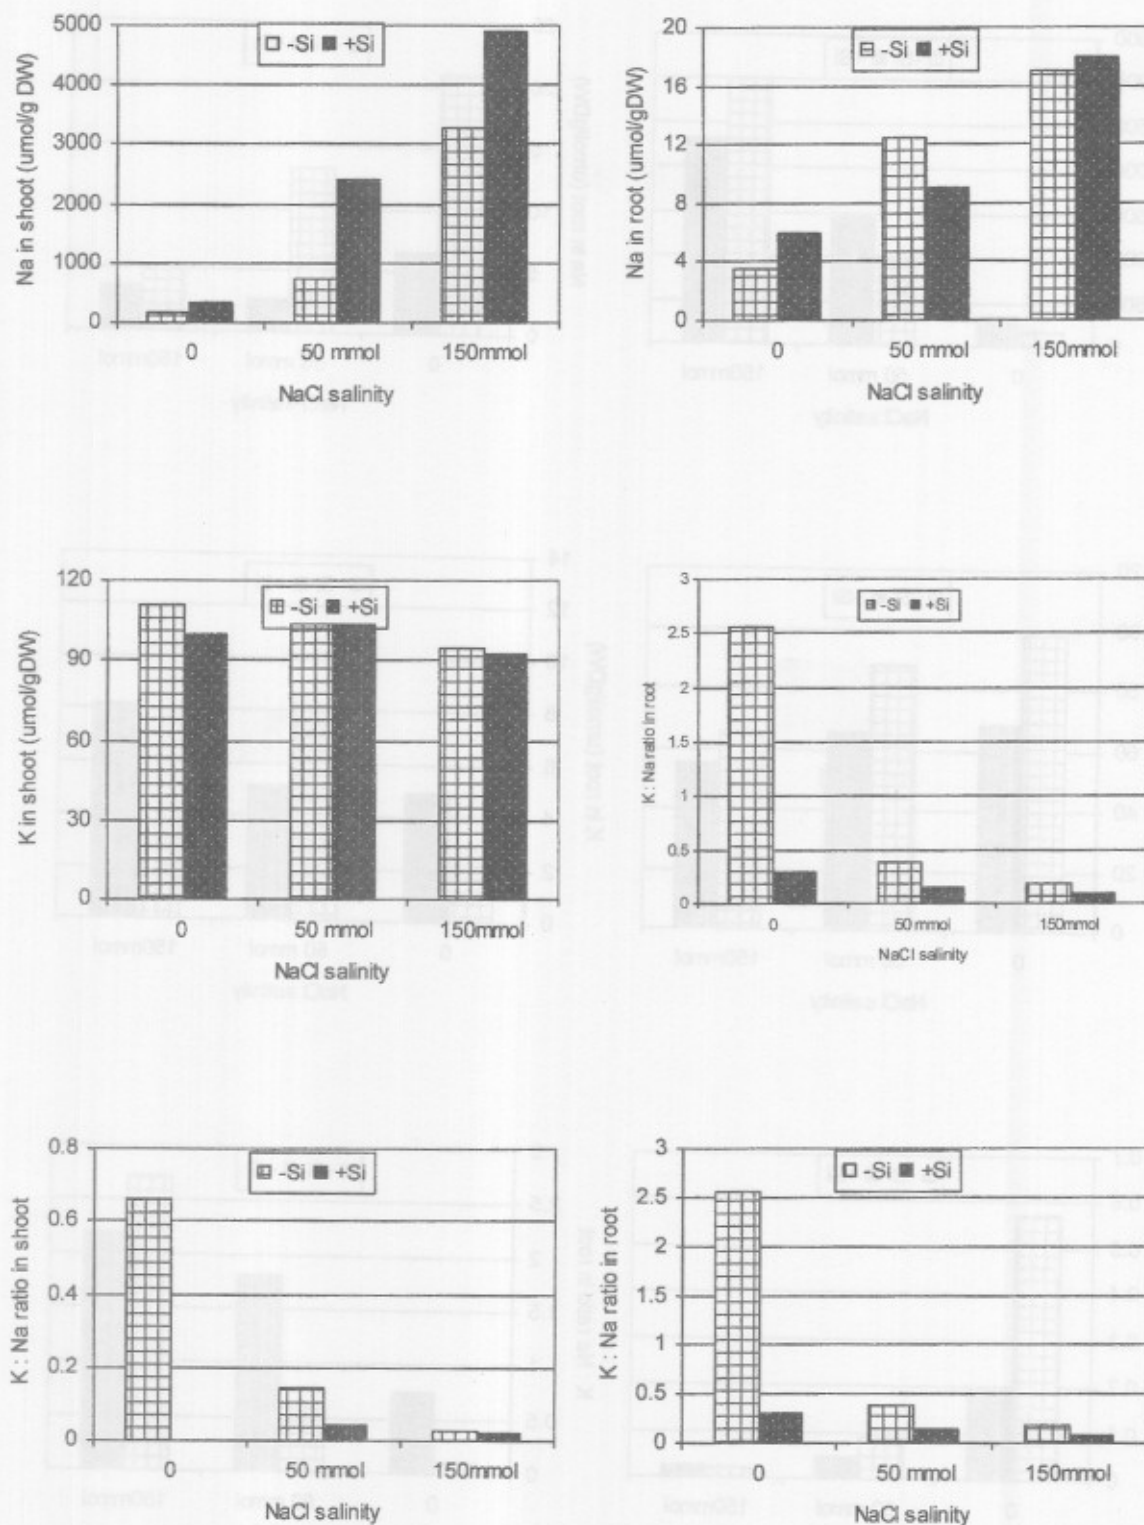 5000
4000
3000
2000
1000
0
Na in shoot (umol/g DW)
-Si +Si
0 50 mmol 150mmol
NaCl salinity
20
16
12
8
4
0
Na in root (umol/gDW)
-Si +Si
0 50 mmol 150mmol
NaCl salinity
120
90
60
30
0
K in shoot (umol/gDW)
-Si +Si
0 50 mmol 150mmol
NaCl salinity
3
2.5
2
1.5
1
0.5
0
K : Na ratio in root
-Si +Si
0 50 mmol 150mmol
NaCl salinity
0.8
0.6
0.4
0.2
0
K : Na ratio in shoot
-Si +Si
0 50 mmol 150mmol
NaCl salinity
3
2.5
2
1.5
1
0.5
0
K : Na ratio in root
-Si +Si
0 50 mmol 150mmol
NaCl salinity